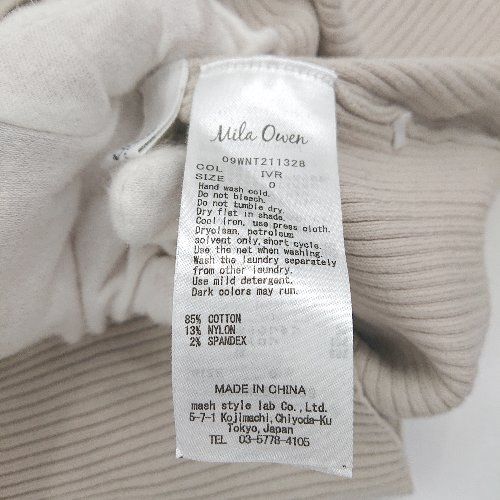 Mila Owen
09WNT211328
COL IVR
SIZE 0
Hand wash cold.
Do not bleach.
Do not tumble dry.
Dry flat in shade.
Cool iron, use press cloth.
Dryclean, petroleum
solvent only, short cycle.
Use the net when washing.
Wash the laundry separately
from other laundry.
Use mild detergent.
Dark colors may run.
85% COTTON
13% NYLON
2% SPANDEX
MADE IN CHINA
mash style lab Co., Ltd.
5-7-1 Kojimachi, Chiyoda-Ku
Tokyo, Japan
TEL 03-5778-4105